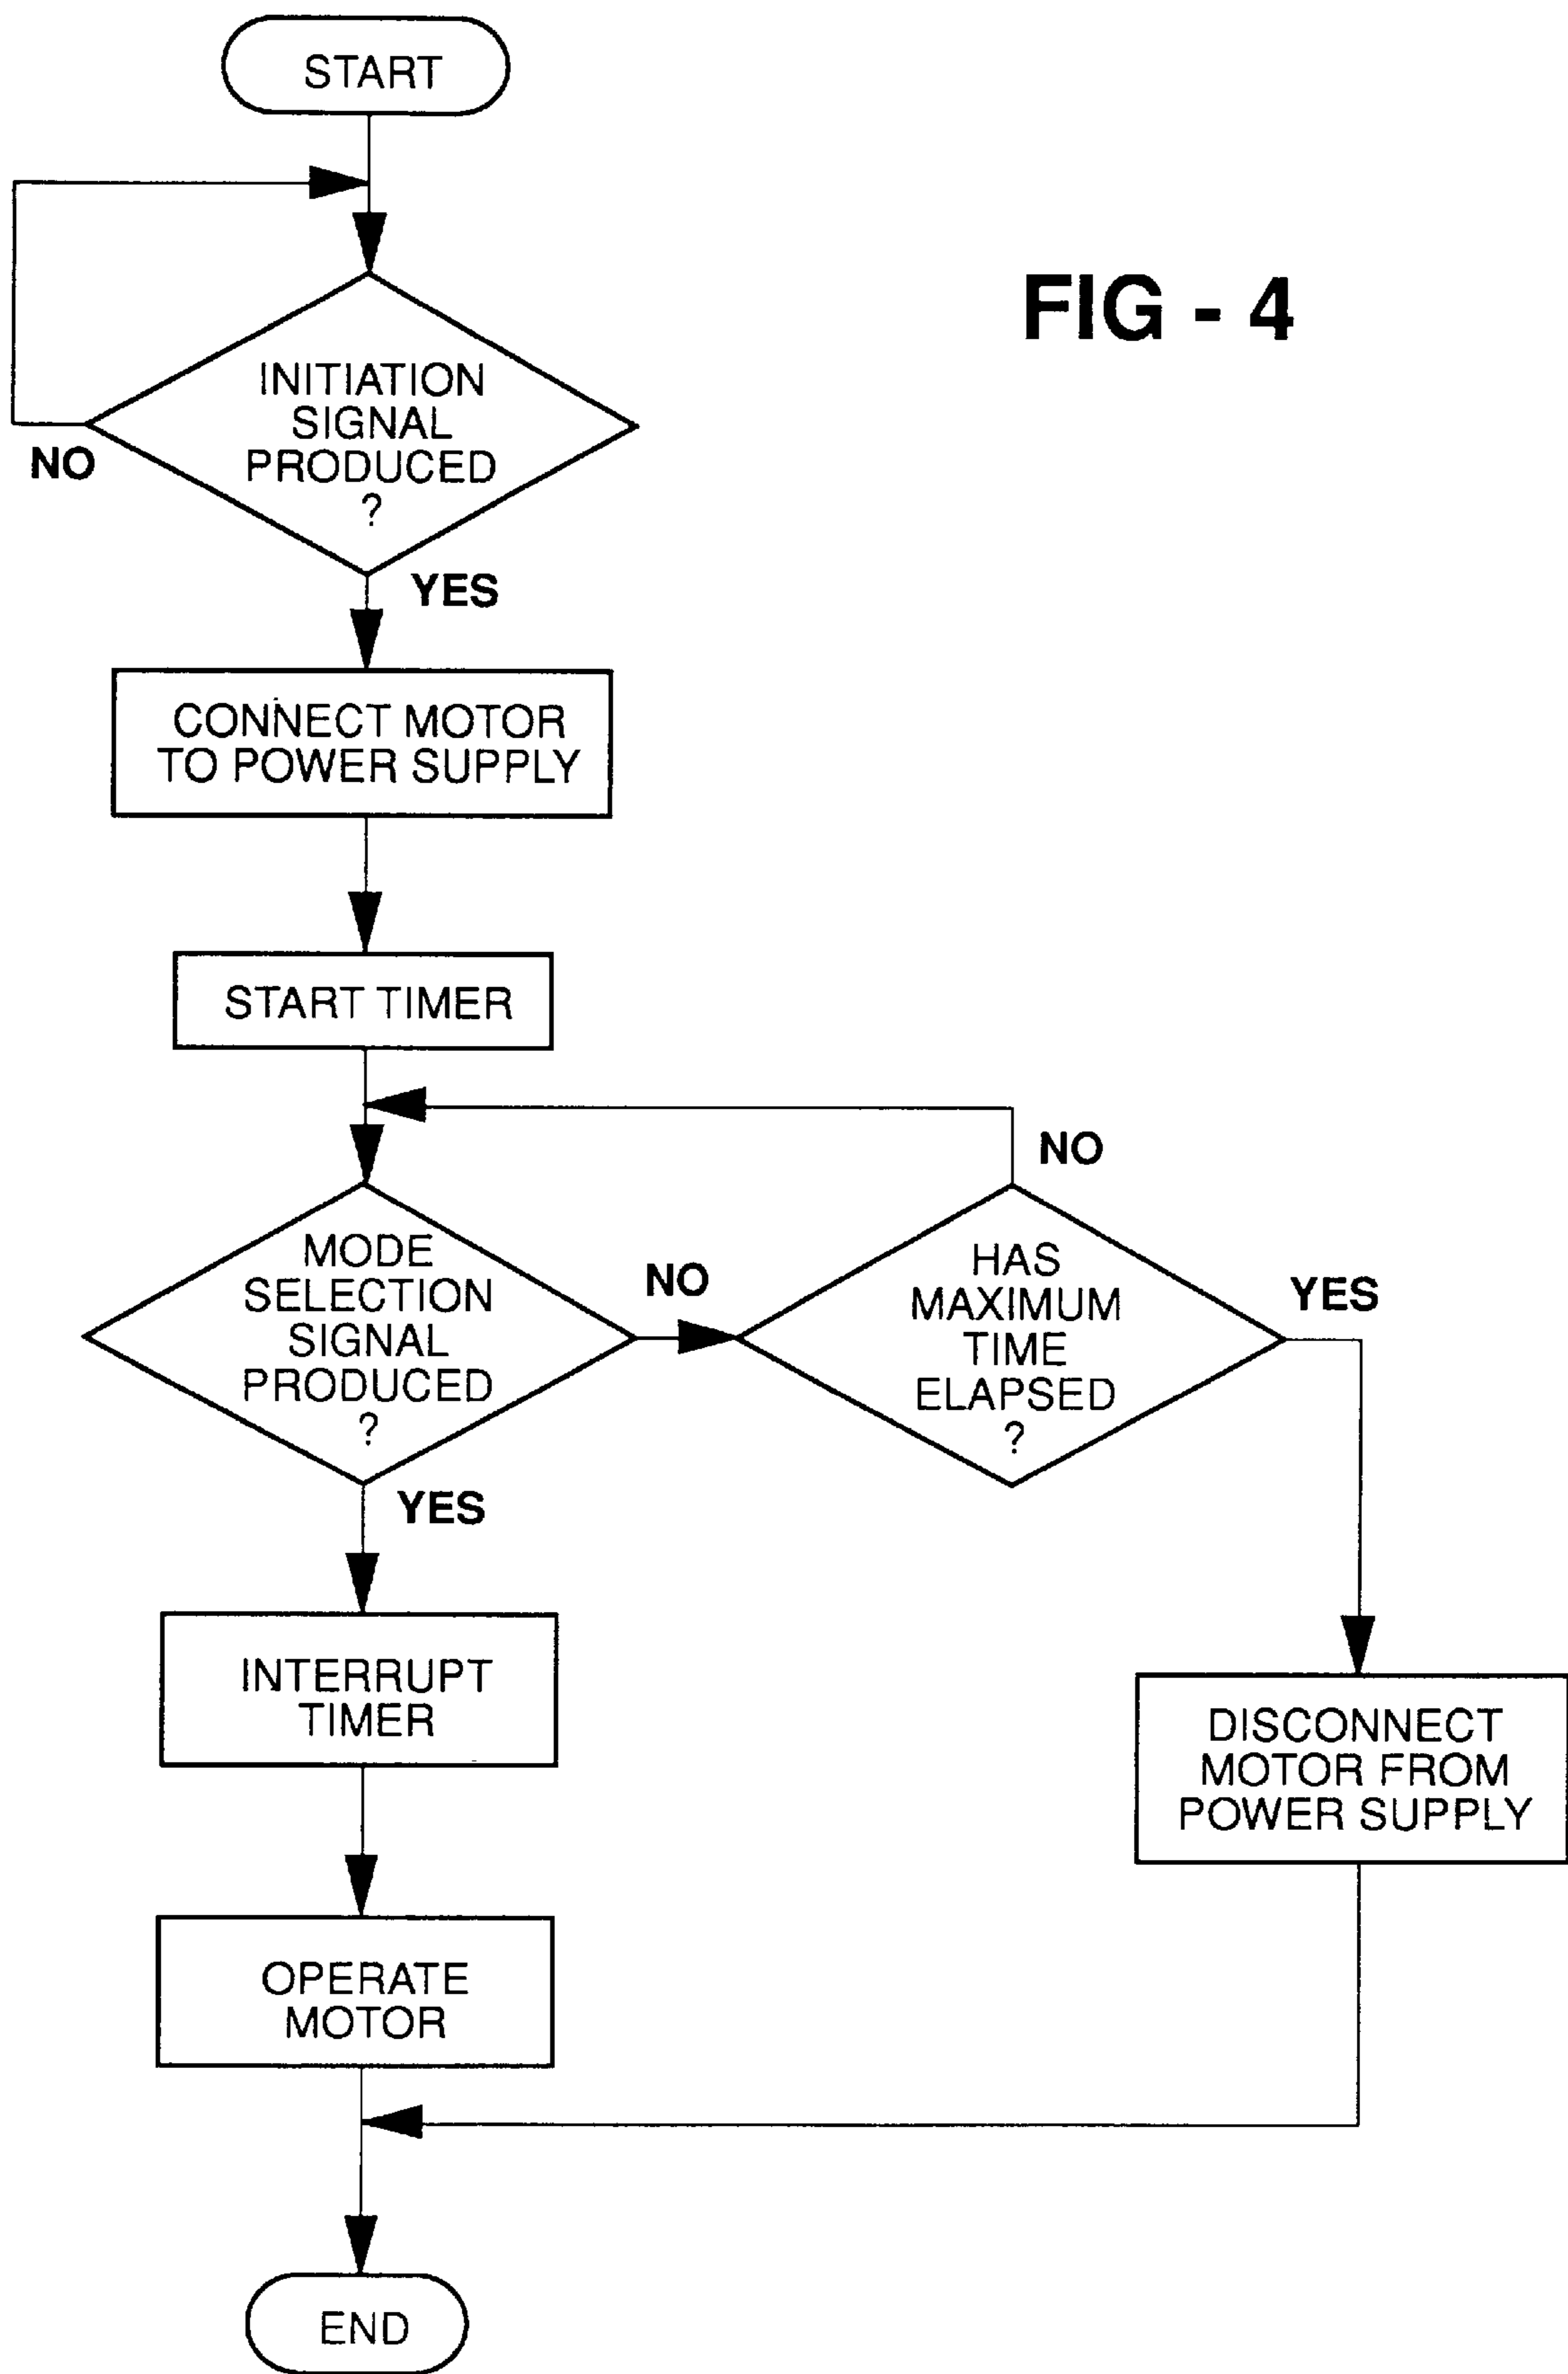 START
FIG - 4
INITIATION
SIGNAL
PRODUCED
?
NO
YES
CONNECT MOTOR
TO POWER SUPPLY
START TIMER
NO
MODE
SELECTION
SIGNAL
PRODUCED
?
NO
HAS
MAXIMUM
TIME
ELAPSED
?
YES
YES
INTERRUPT
TIMER
DISCONNECT
MOTOR FROM
POWER SUPPLY
OPERATE
MOTOR
END